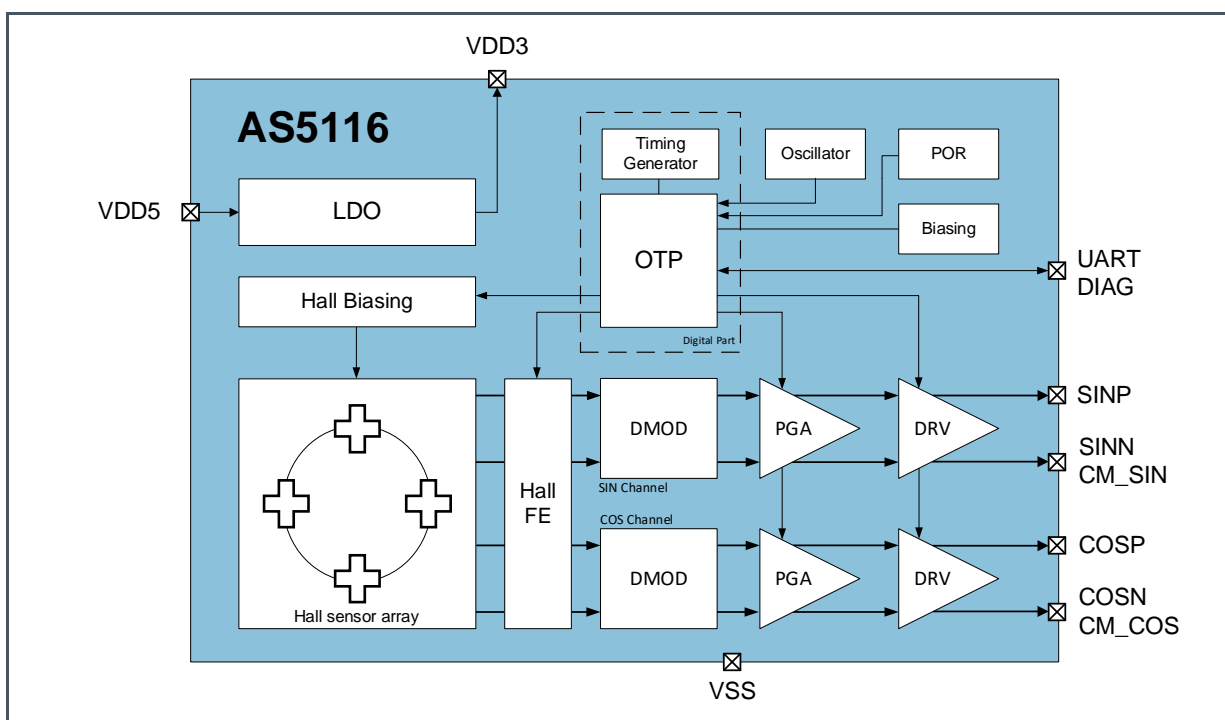 VDD3
AS5116
Timing
Generator
Oscillator
POR
VDD5
LDO
OTP
Biasing
UART
DIAG
Hall Biasing
Digital Part
DMOD
PGA
DRV
SINP
SINN
CM_SIN
SIN Channel
Hall
FE
COS Channel
DMOD
PGA
DRV
COSP
COSN
CM_COS
Hall sensor array
VSS